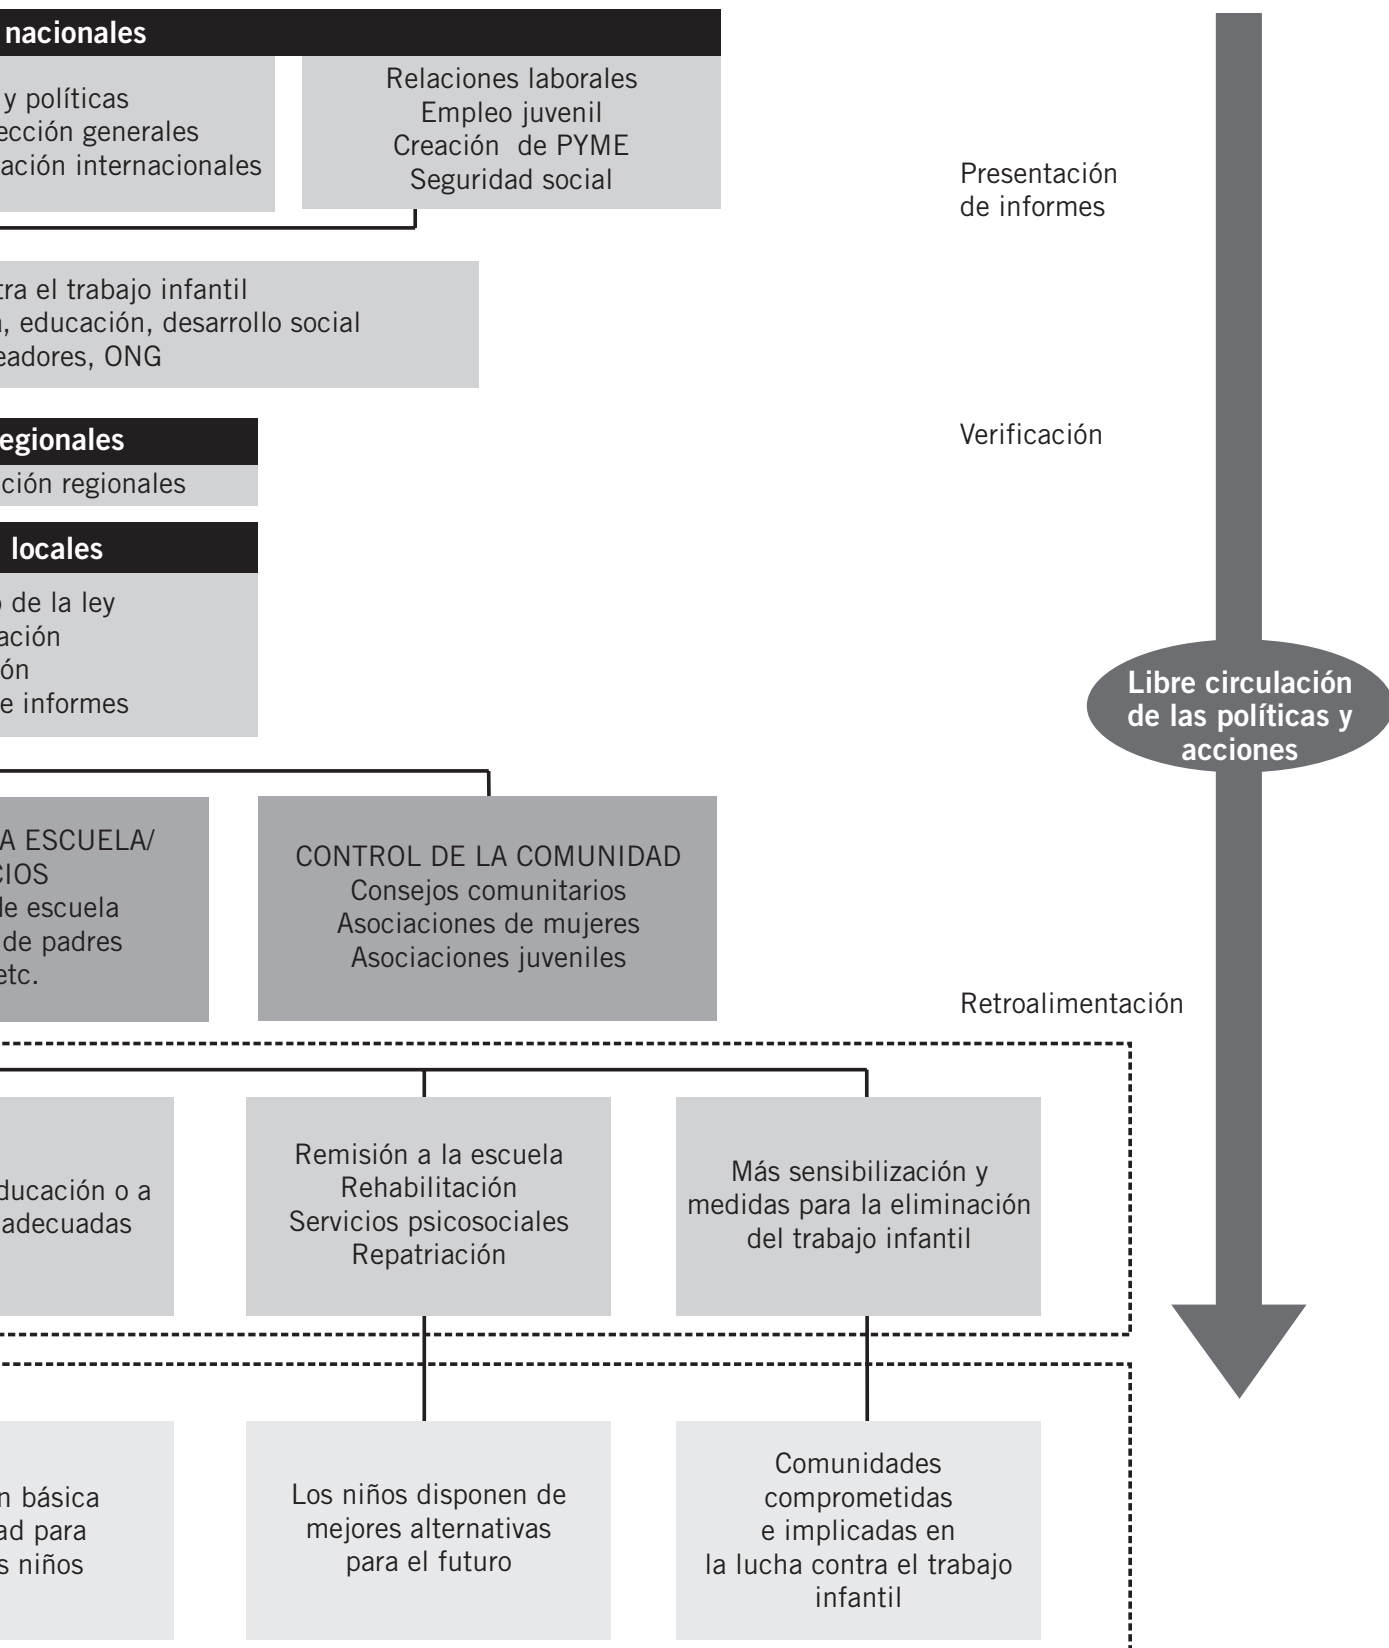 nacionales
y políticas
ección generales
ación internacionales
Relaciones laborales
Empleo juvenil
Creación de PYME
Seguridad social
Presentación
de informes
tra el trabajo infantil
, educación, desarrollo social
eadores, ONG
egionales
ción regionales
Verificación
locales
de la ley
ación
ón
e informes
Libre circulación
de las políticas y
acciones
A ESCUELA/
CIOS
de escuela
de padres
etc.
CONTROL DE LA COMUNIDAD
Consejos comunitarios
Asociaciones de mujeres
Asociaciones juveniles
Retroalimentación
ducación o a
adecuadas
Remisión a la escuela
Rehabilitación
Servicios psicosociales
Repatriación
Más sensibilización y
medidas para la eliminación
del trabajo infantil
n básica
ad para
s niños
Los niños disponen de
mejores alternativas
para el futuro
Comunidades
comprometidas
e implicadas en
la lucha contra el trabajo
infantil